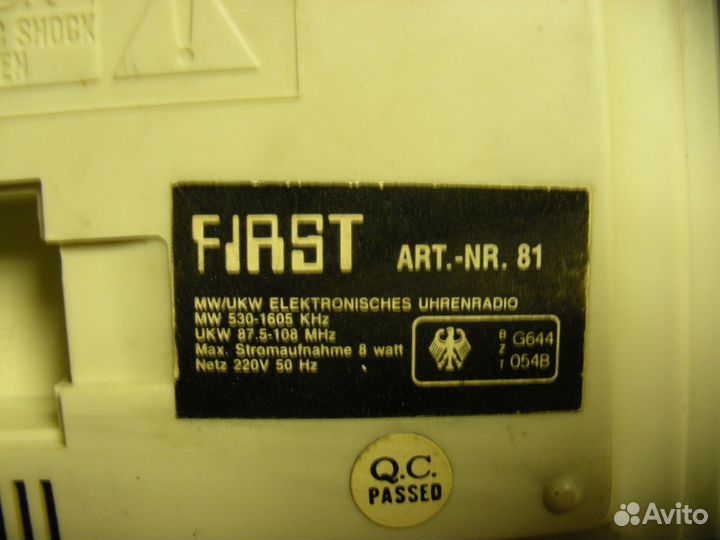 SHOCK
FIRST
ART.-NR. 81
MW/UKW ELEKTRONISCHES UHRENRADIO
MW 530-1605 KHz
UKW 87.5-108 MHz
Max. Stromaufnahme 8 watt
Netz 220V 50 Hz
BZT
G644
054B
Q.C.
PASSED
Avito